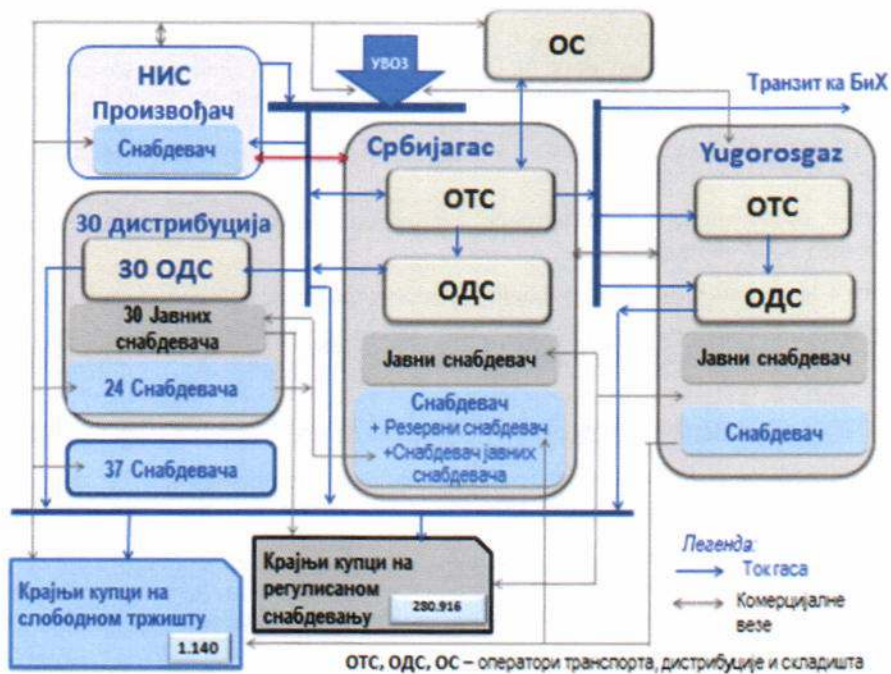 УВОЗ
ОС
НИС
Произвођач
Снабдевач
Транзит ка БиХ
Србијагас
ОТС
ОДС
Јавни снабдевач
Снабдевач
+ Резервни снабдевач
+Снабдевач јавних
снабдевача
Yugorosgaz
ОТС
ОДС
Јавни снабдевач
Снабдевач
30 дистрибуција
30 ОДС
30 Јавних
снабдевача
24 Снабдевача
37 Снабдевача
Крајњи купци на
слободном тржишту
1.140
Крајњи купци на
регулисаном
снабдевању
280.916
Легенда:
Ток гаса
Комерцијалне
везе
ОТС, ОДС, ОС – оператори транспорта, дистрибуције и складишта